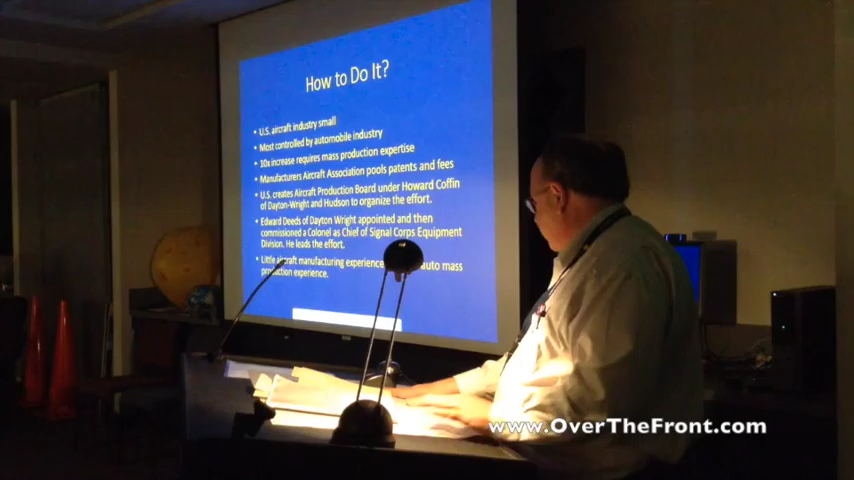 How to Do It?
• U.S. aircraft industry small
• Most controlled by automobile industry
• 10x increase requires mass production expertise
• Manufacturers Aircraft Association pools patents and fees
• U.S. creates Aircraft Production Board under Howard Coffin
of Dayton-Wright and Hudson to organize the effort.
• Edward Deeds of Dayton Wright appointed and then
commissioned a Colonel as Chief of Signal Corps Equipment
Division. He leads the effort.
• Little aircraft manufacturing experience auto mass
production experience.
www.OverTheFront.com